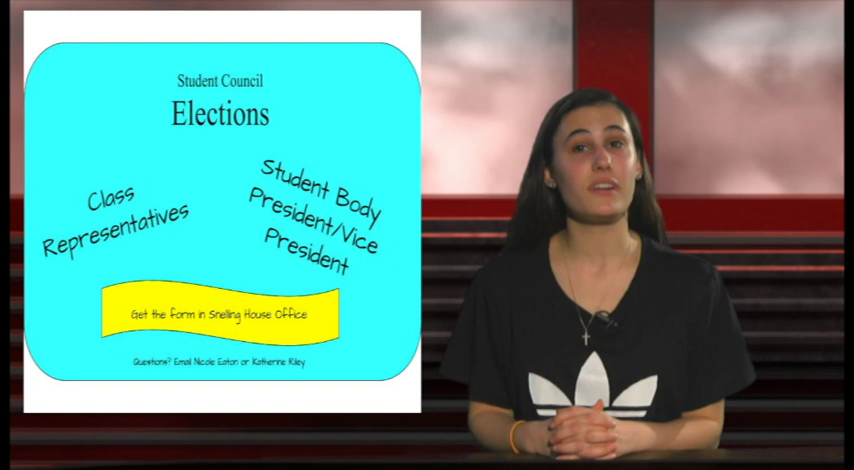 Student Council
Elections
Class
Representatives
Student Body
President/Vice
President
Get the form in Snelling House Office
Questions? Email Nicole Eaton or Katherine Kiley